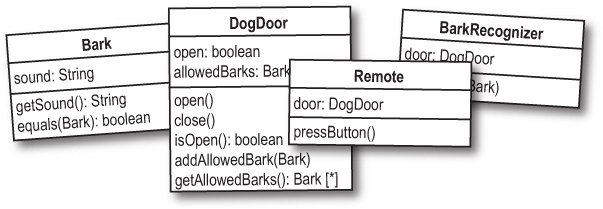 Bark
sound: String
getSound(): String
equals(Bark): boolean
DogDoor
open: boolean
allowedBarks: Bark
open()
close()
isOpen(): boolean
addAllowedBark(Bark)
getAllowedBarks(): Bark [*]
Remote
door: DogDoor
pressButton()
BarkRecognizer
door: DogDoor
Bark)